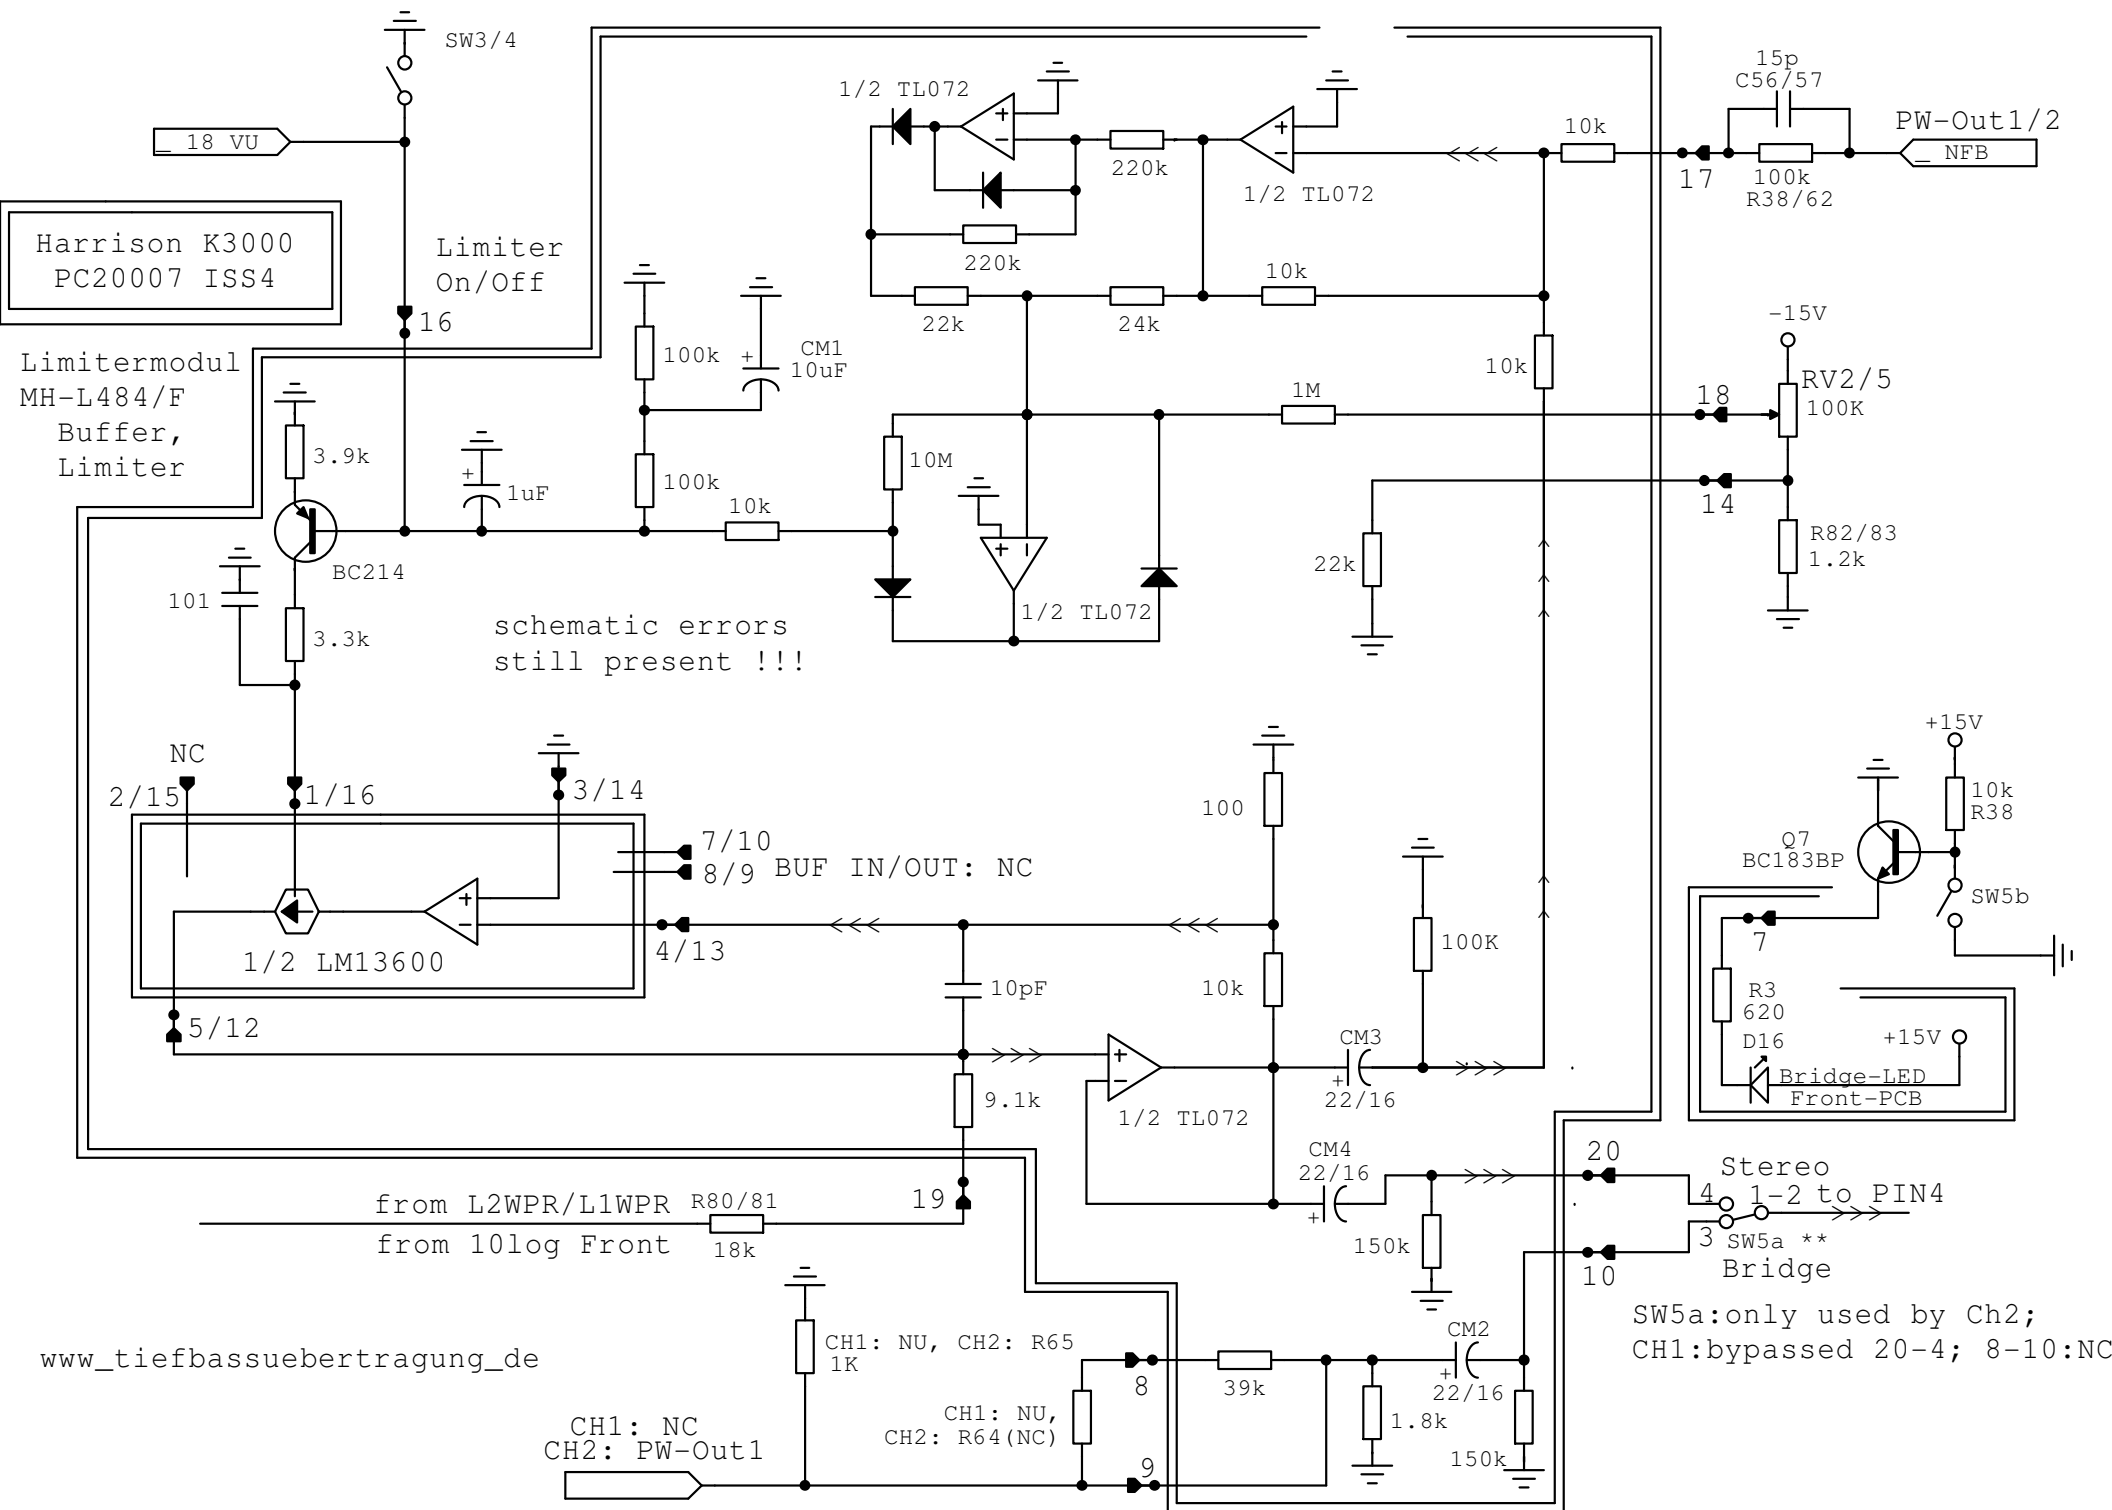 SW3/4
_ 18 VU
Harrison K3000
PC20007 ISS4
Limiter
On/Off
16
Limitermodul
MH-L484/F
Buffer,
Limiter
3.9k
BC214
101
3.3k
+
1uF
100k
100k
+
CM1
10uF
10k
10M
1/2 TL072
+
-
220k
220k
22k
24k
10k
+
-
1/2 TL072
10k
17
15p
C56/57
100k
R38/62
PW-Out1/2
_ NFB
10k
1M
18
-15V
RV2/5
100K
14
22k
R82/83
1.2k
+
-
1/2 TL072
schematic errors
still present !!!
NC
2/15
1/16
3/14
7/10
8/9
BUF IN/OUT: NC
+
-
4/13
1/2 LM13600
5/12
100
10k
10pF
9.1k
+
-
1/2 TL072
100K
CM3
+
22/16
CM4
22/16
+
150k
+15V
10k
R38
Q7
BC183BP
SW5b
7
R3
620
D16
+15V
Bridge-LED
Front-PCB
20
Stereo
4
1-2 to PIN4
3
SW5a **
10
Bridge
SW5a:only used by Ch2;
CH1:bypassed 20-4; 8-10:NC
from L2WPR/L1WPR
from 10log Front
R80/81
18k
19
www_tiefbassuebertragung_de
CH1: NU, CH2: R65
1K
CH1: NU,
CH2: R64(NC)
CH1: NC
CH2: PW-Out1
8
9
39k
1.8k
CM2
+
22/16
150k